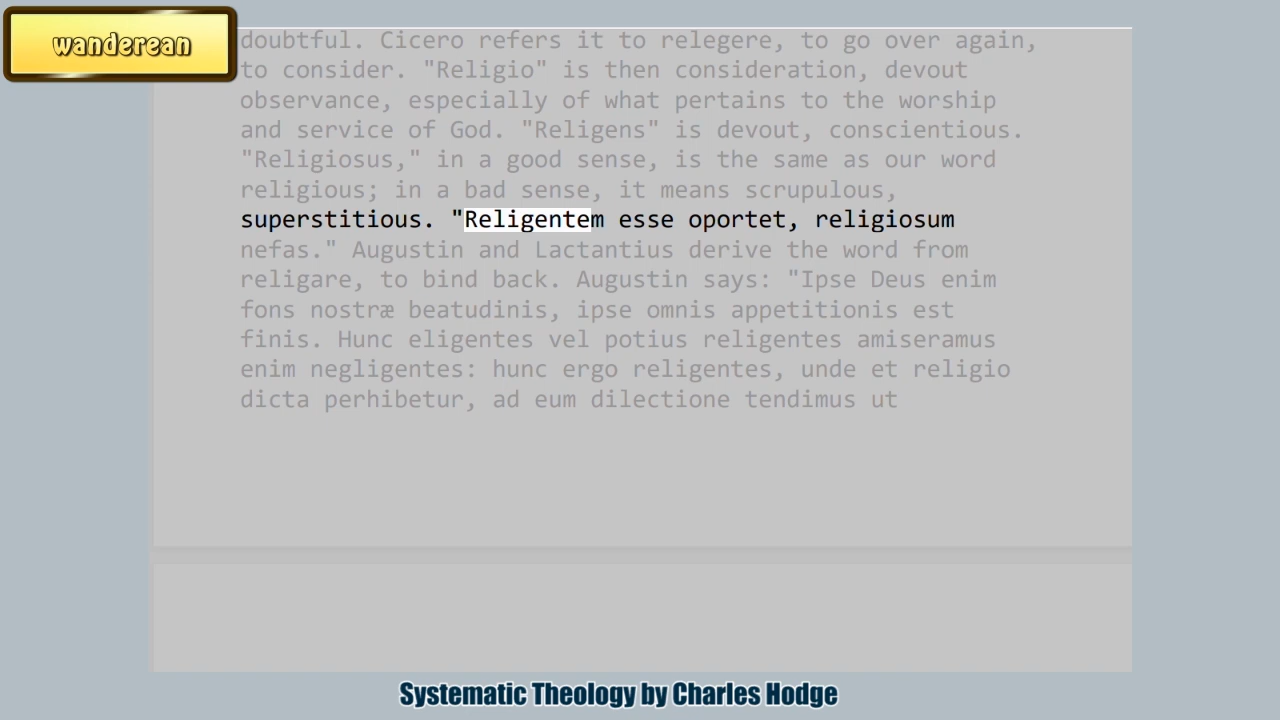 wanderean
doubtful. Cicero refers it to relegere, to go over again,
to consider. "Religio" is then consideration, devout
observance, especially of what pertains to the worship
and service of God. "Religens" is devout, conscientious.
"Religiosus," in a good sense, is the same as our word
religious; in a bad sense, it means scrupulous,
superstitious. "Religentem esse oportet, religiosum
nefas." Augustin and Lactantius derive the word from
religare, to bind back. Augustin says: "Ipse Deus enim
fons nostræ beatudinis, ipse omnis appetitionis est
finis. Hunc eligentes vel potius religentes amiseramus
enim negligentes: hunc ergo religentes, unde et religio
dicta perhibetur, ad eum dilectione tendimus ut
Systematic Theology by Charles Hodge